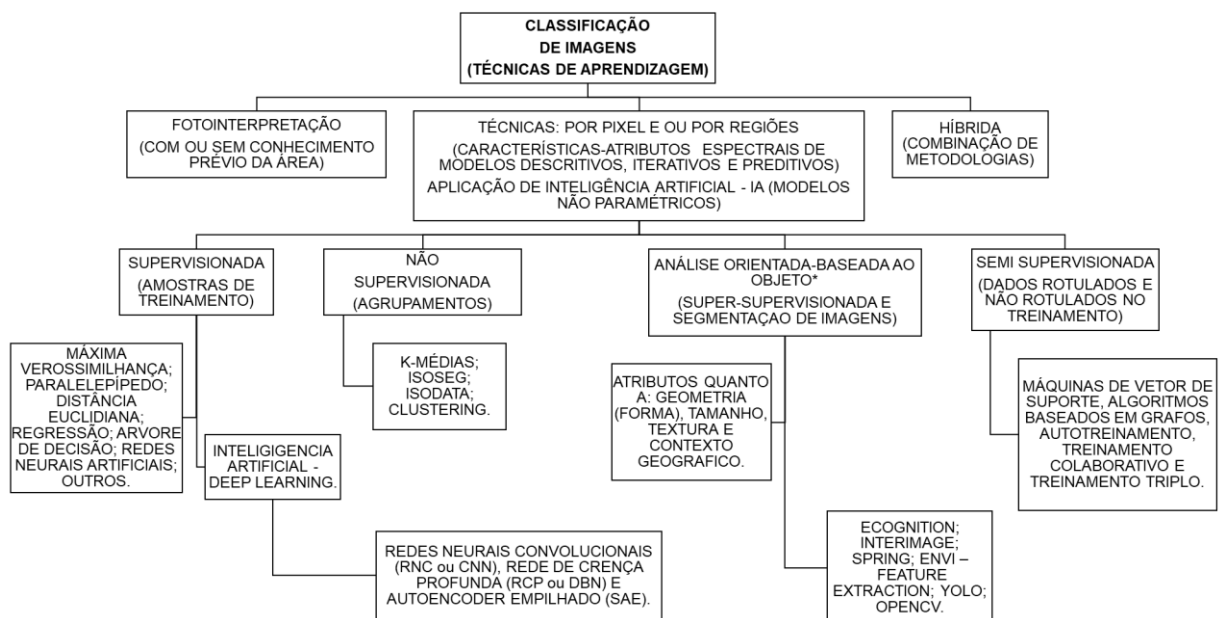 CLASSIFICAÇÃO
DE IMAGENS
(TÉCNICAS DE APRENDIZAGEM)
FOTOINTERPRETAÇÃO
(COM OU SEM CONHECIMENTO
PRÉVIO DA ÁREA)
TÉCNICAS: POR PIXEL E OU POR REGIÕES
(CARACTERÍSTICAS-ATRIBUTOS ESPECTRAIS DE
MODELOS DESCRITIVOS, ITERATIVOS E PREDITIVOS)
APLICAÇÃO DE INTELIGÊNCIA ARTIFICIAL - IA (MODELOS
NÃO PARAMÉTRICOS)
HÍBRIDA
(COMBINAÇÃO DE
METODOLOGIAS)
SUPERVISIONADA
(AMOSTRAS DE
TREINAMENTO)
NÃO
SUPERVISIONADA
(AGRUPAMENTOS)
ANÁLISE ORIENTADA-BASEADA AO
OBJETO*
(SUPER-SUPERVISIONADA E
SEGMENTAÇAO DE IMAGENS)
SEMI SUPERVISIONADA
(DADOS ROTULADOS E
NÃO ROTULADOS NO
TREINAMENTO)
MÁXIMA
VEROSSIMILHANÇA;
PARALELEPÍPEDO;
DISTÂNCIA
EUCLIDIANA;
REGRESSÃO; ARVORE
DE DECISÃO; REDES
NEURAIS ARTIFICIAIS;
OUTROS.
INTELIGIGENCIA
ARTIFICIAL -
DEEP LEARNING.
K-MÉDIAS;
ISOSEG;
ISODATA;
CLUSTERING.
ATRIBUTOS QUANTO
A: GEOMETRIA
(FORMA), TAMANHO,
TEXTURA E
CONTEXTO
GEOGRAFICO.
MÁQUINAS DE VETOR DE
SUPORTE, ALGORITMOS
BASEADOS EM GRAFOS,
AUTOTREINAMENTO,
TREINAMENTO
COLABORATIVO E
TREINAMENTO TRIPLO.
REDES NEURAIS CONVOLUCIONAIS
(RNC ou CNN), REDE DE CRENÇA
PROFUNDA (RCP ou DBN) E
AUTOENCODER EMPILHADO (SAE).
ECOGNITION;
INTERIMAGE;
SPRING; ENVI –
FEATURE
EXTRACTION; YOLO;
OPENCV.